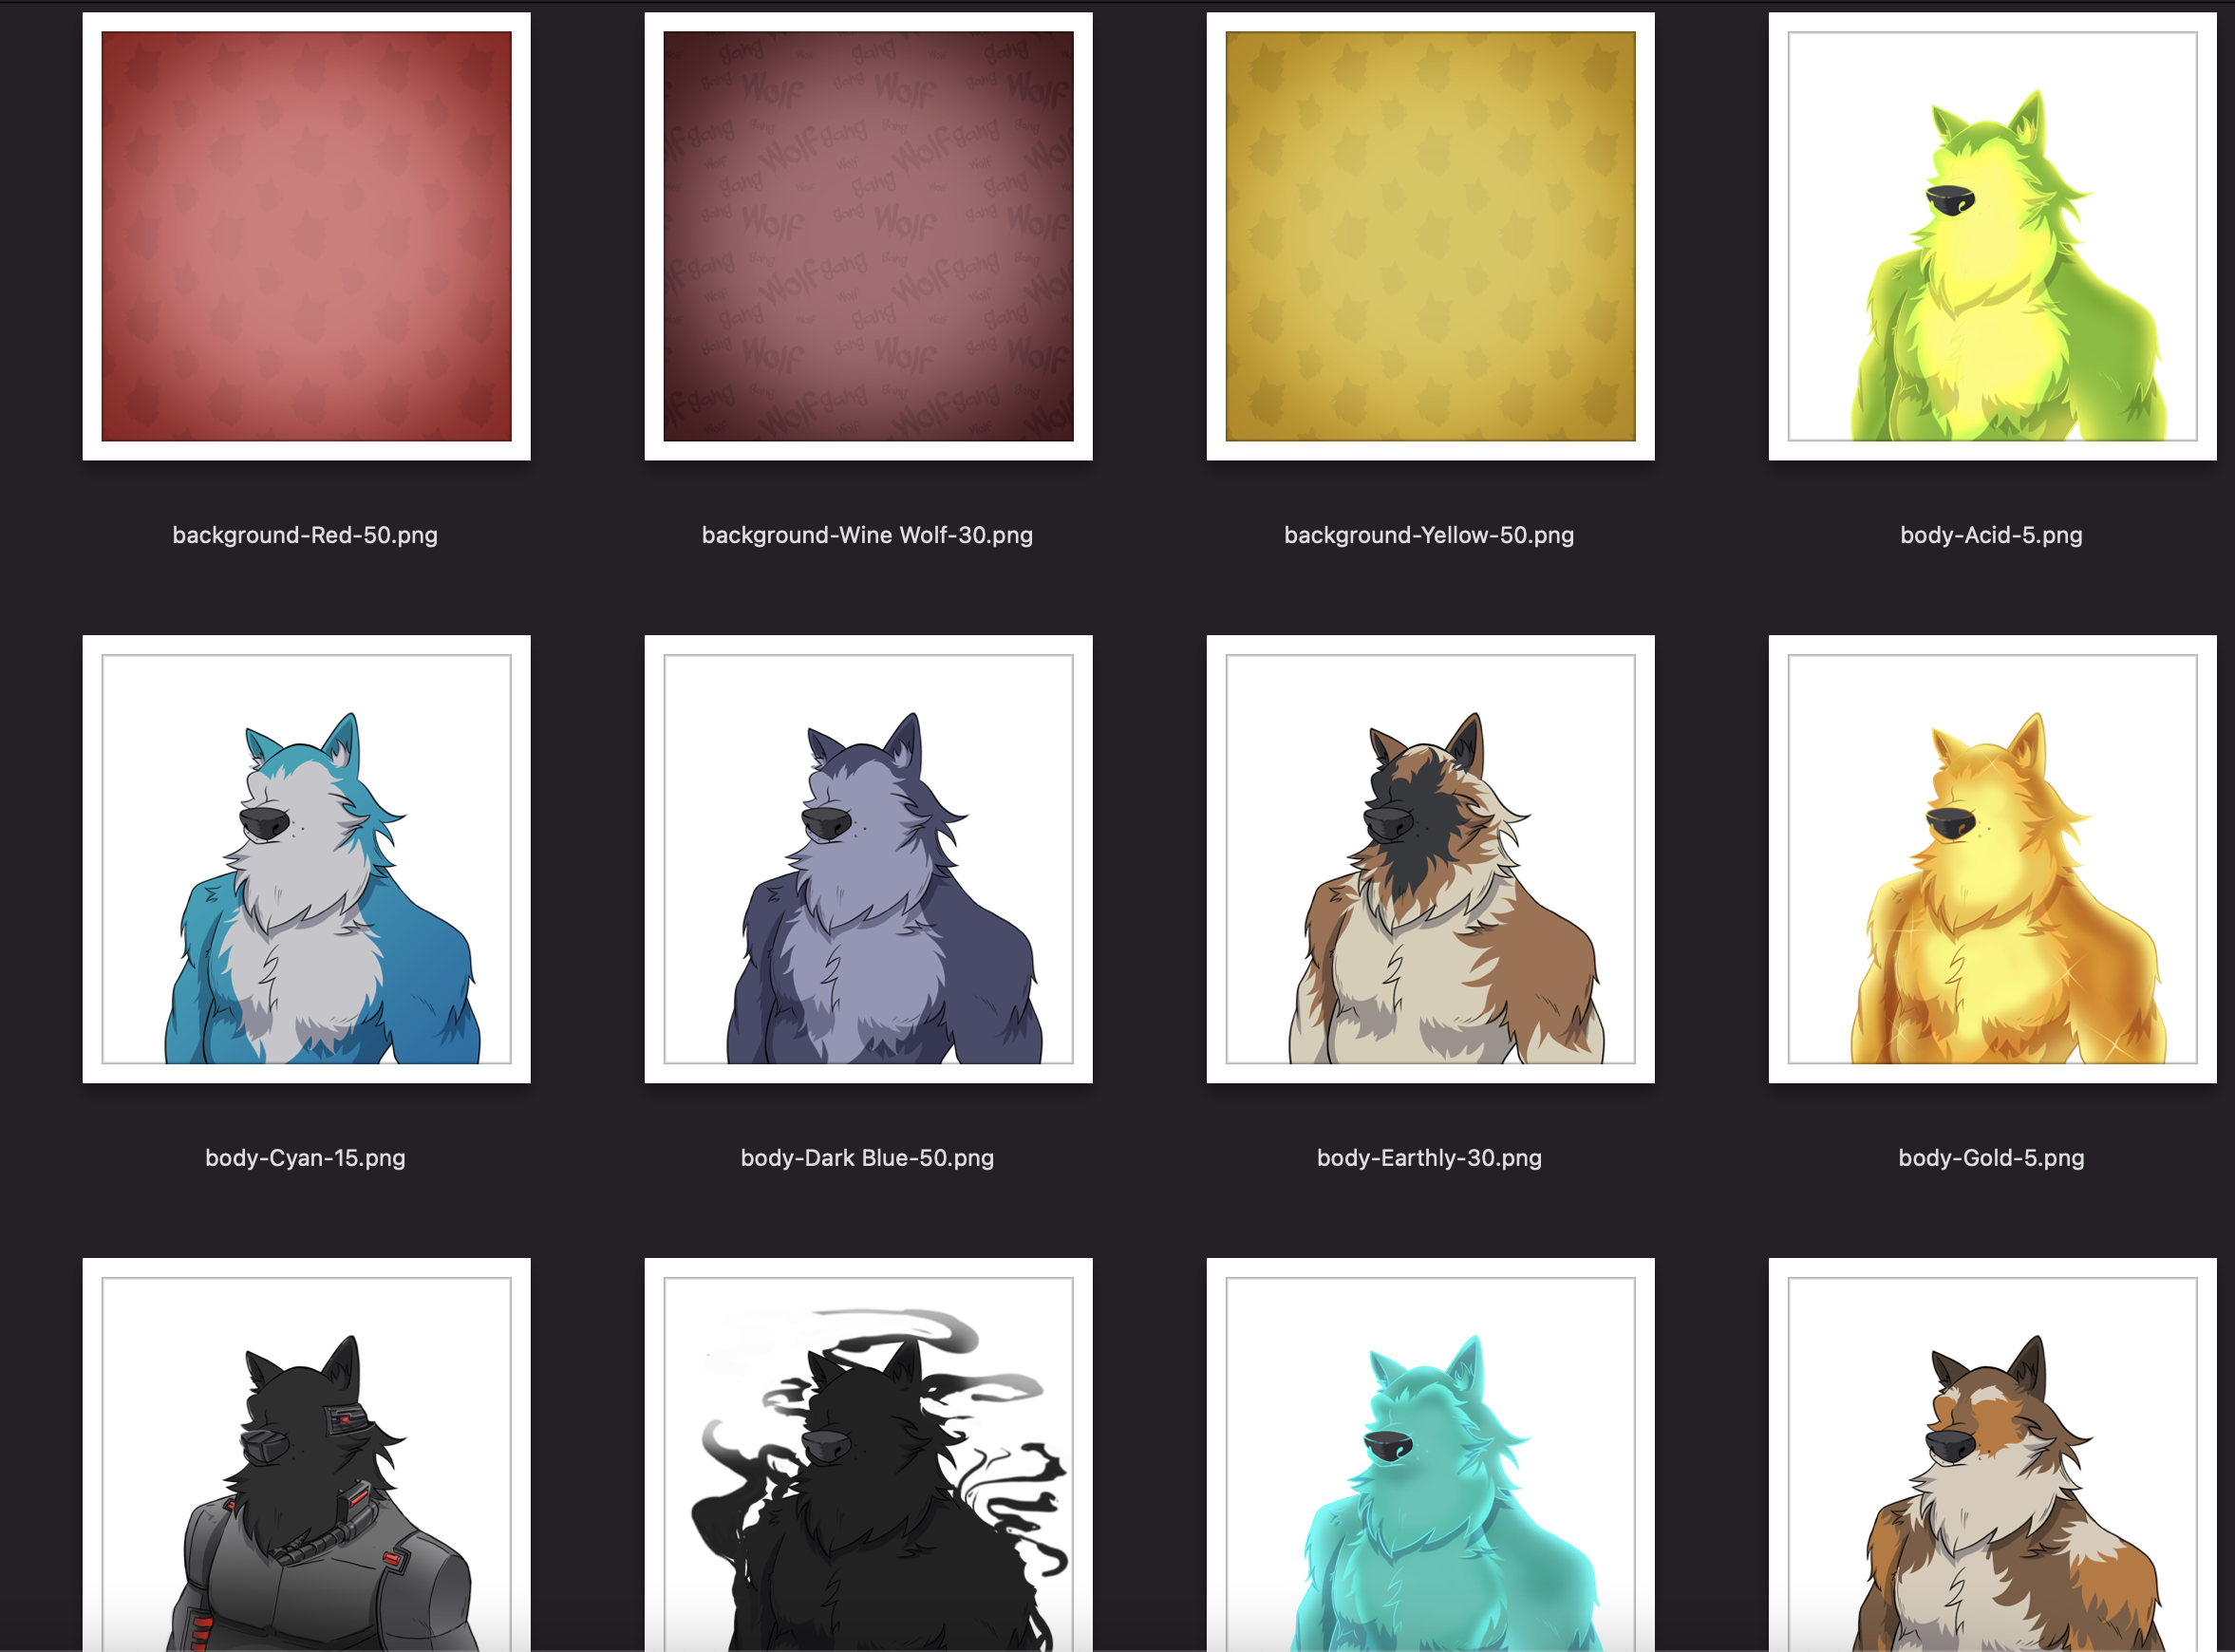 gang
Wolf
gang
Wolf
gang
Wolf
background-Red-50.png
background-Wine Wolf-30.png
background-Yellow-50.png
body-Acid-5.png
body-Cyan-15.png
body-Dark Blue-50.png
body-Earthly-30.png
body-Gold-5.png